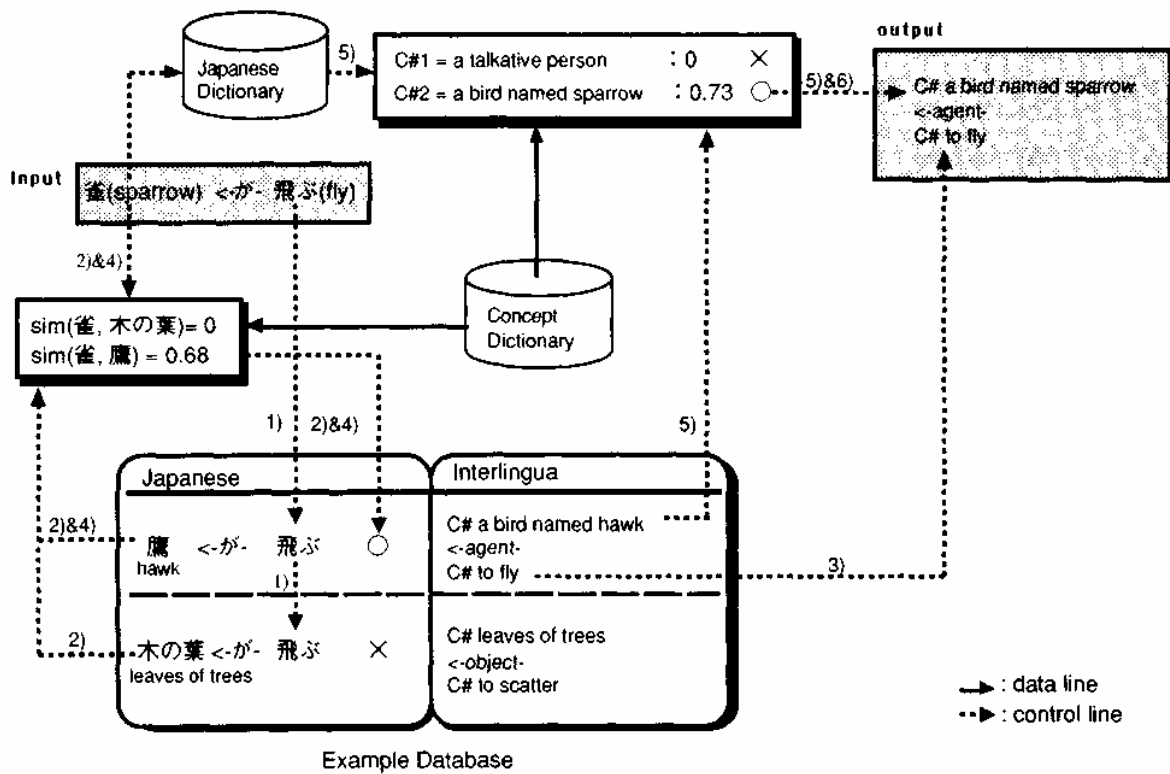 output
Japanese
Dictionary
5)
C#1 = a talkative person : 0 ×
C#2 = a bird named sparrow : 0.73 ○
5)&6)
C# a bird named sparrow
<-agent-
C# to fly
Input
雀(sparrow) <-が- 飛ぶ(fly)
2)&4)
sim(雀, 木の葉)= 0
sim(雀, 鷹) = 0.68
Concept
Dictionary
1)
2)&4)
5)
Japanese
Interlingua
2)&4)
鷹 <-が- 飛ぶ ○
hawk
C# a bird named hawk
<-agent-
C# to fly
3)
1)
2)
木の葉 <-が- 飛ぶ ×
leaves of trees
C# leaves of trees
<-object-
C# to scatter
: data line
: control line
Example Database